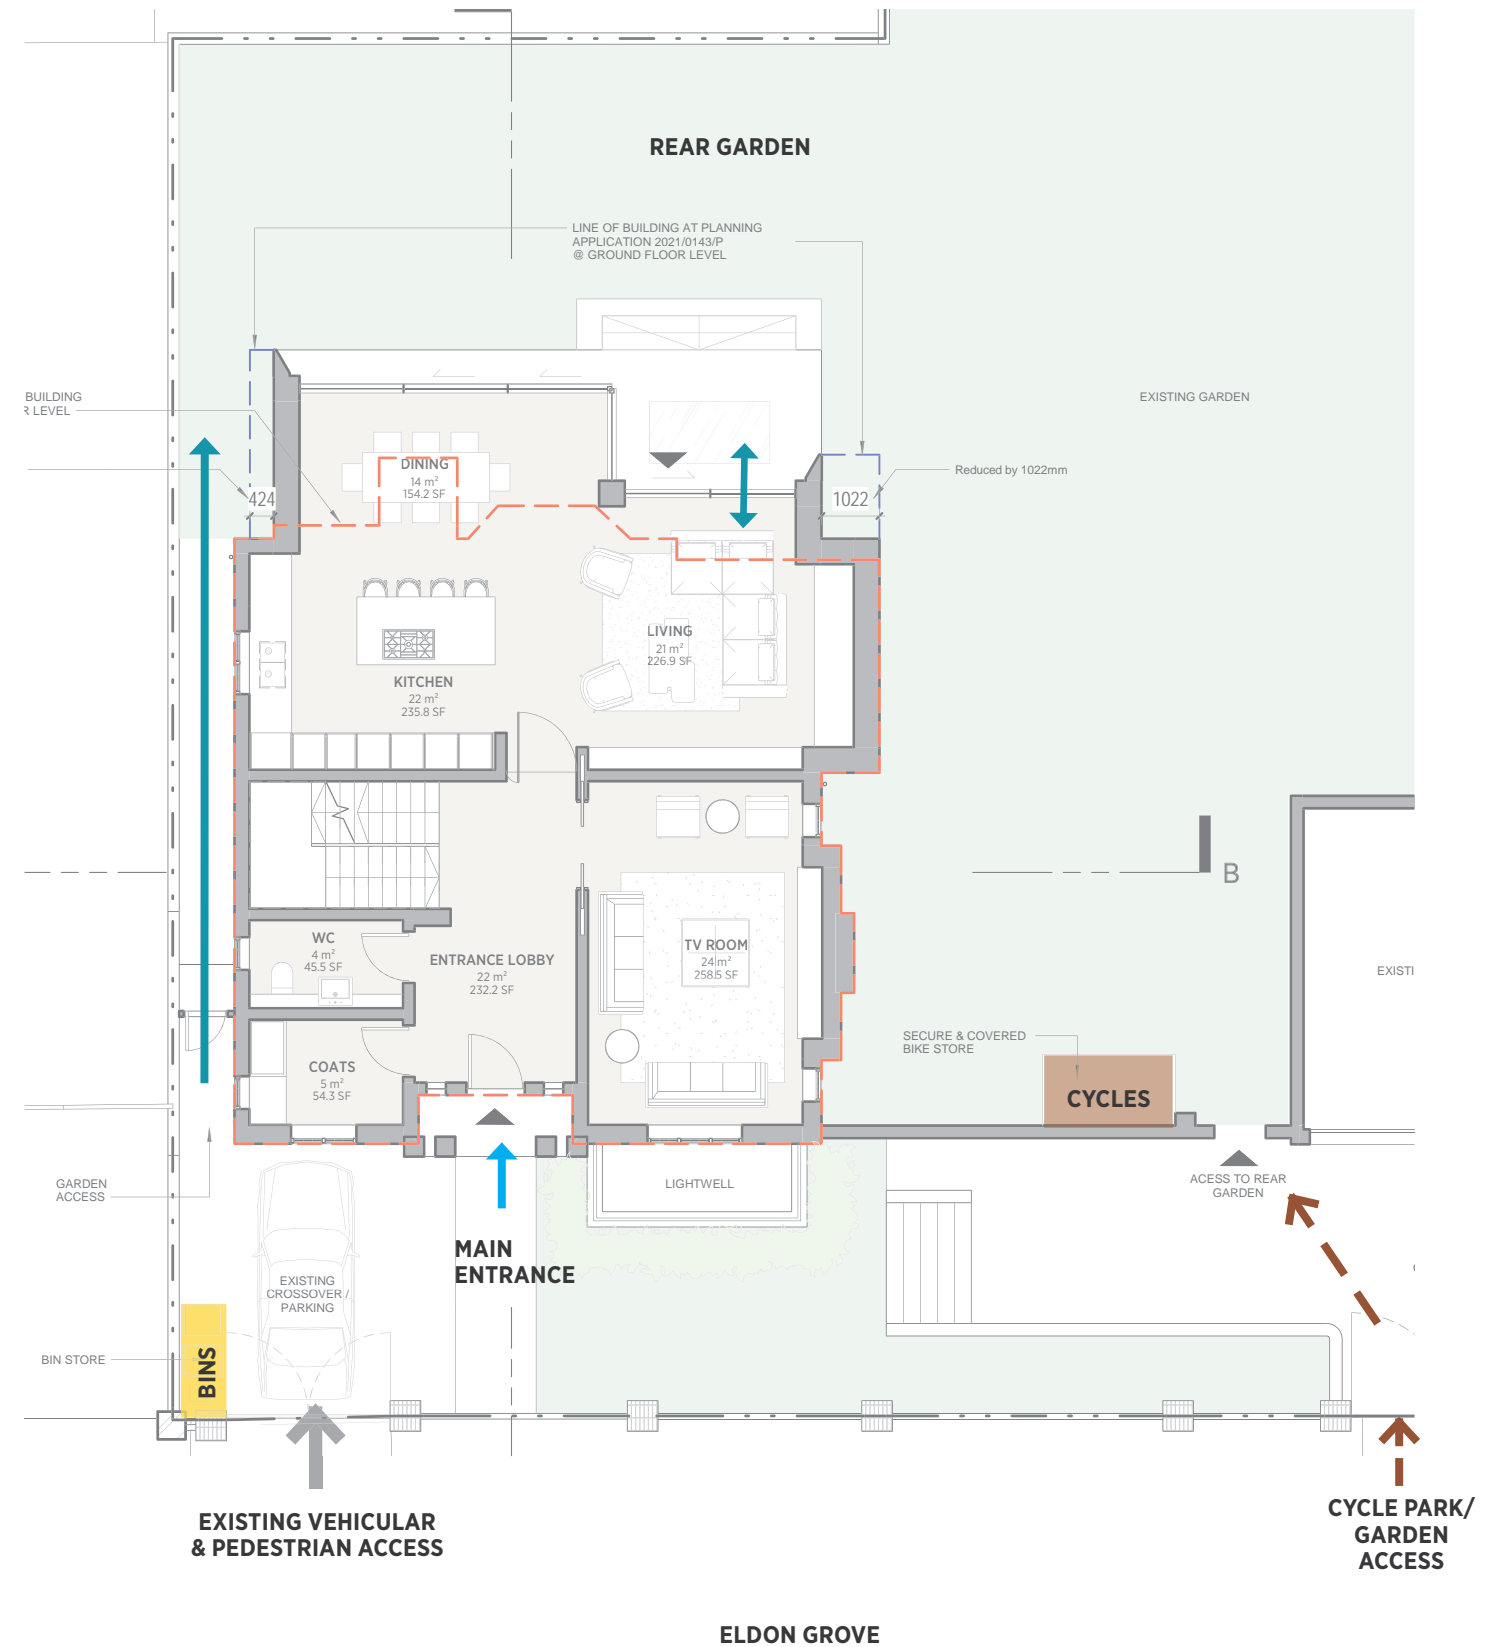 REAR GARDEN
LINE OF BUILDING AT PLANNING
APPLICATION 2021/0143/P
@ GROUND FLOOR LEVEL
BUILDING
LEVEL
EXISTING GARDEN
DINING
14 m²
154.2 SF
424
1022
Reduced by 1022mm
LIVING
21 m²
226.9 SF
KITCHEN
22 m²
235.8 SF
B
WC
4 m²
45.5 SF
ENTRANCE LOBBY
22 m²
232.2 SF
TV ROOM
24 m²
258.5 SF
EXISTI
SECURE & COVERED
BIKE STORE
COATS
5 m²
54.3 SF
CYCLES
GARDEN
ACCESS
LIGHTWELL
ACESS TO REAR
GARDEN
MAIN
ENTRANCE
EXISTING
CROSSOVER /
PARKING
BIN STORE
BINS
EXISTING VEHICULAR
& PEDESTRIAN ACCESS
CYCLE PARK/
GARDEN
ACCESS
ELDON GROVE